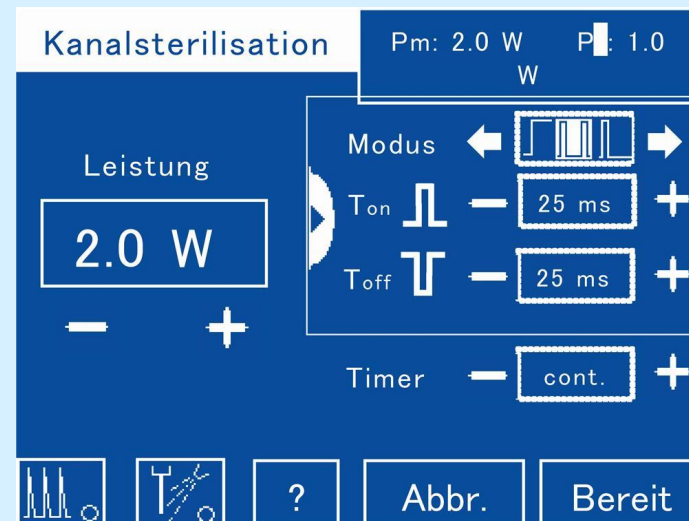 Kanalsterilisation
Pm: 2.0 W P : 1.0
W
Leistung
2.0 W
Modus
Ton
25 ms
Toff
25 ms
Timer
cont.
?
Abbr.
Bereit